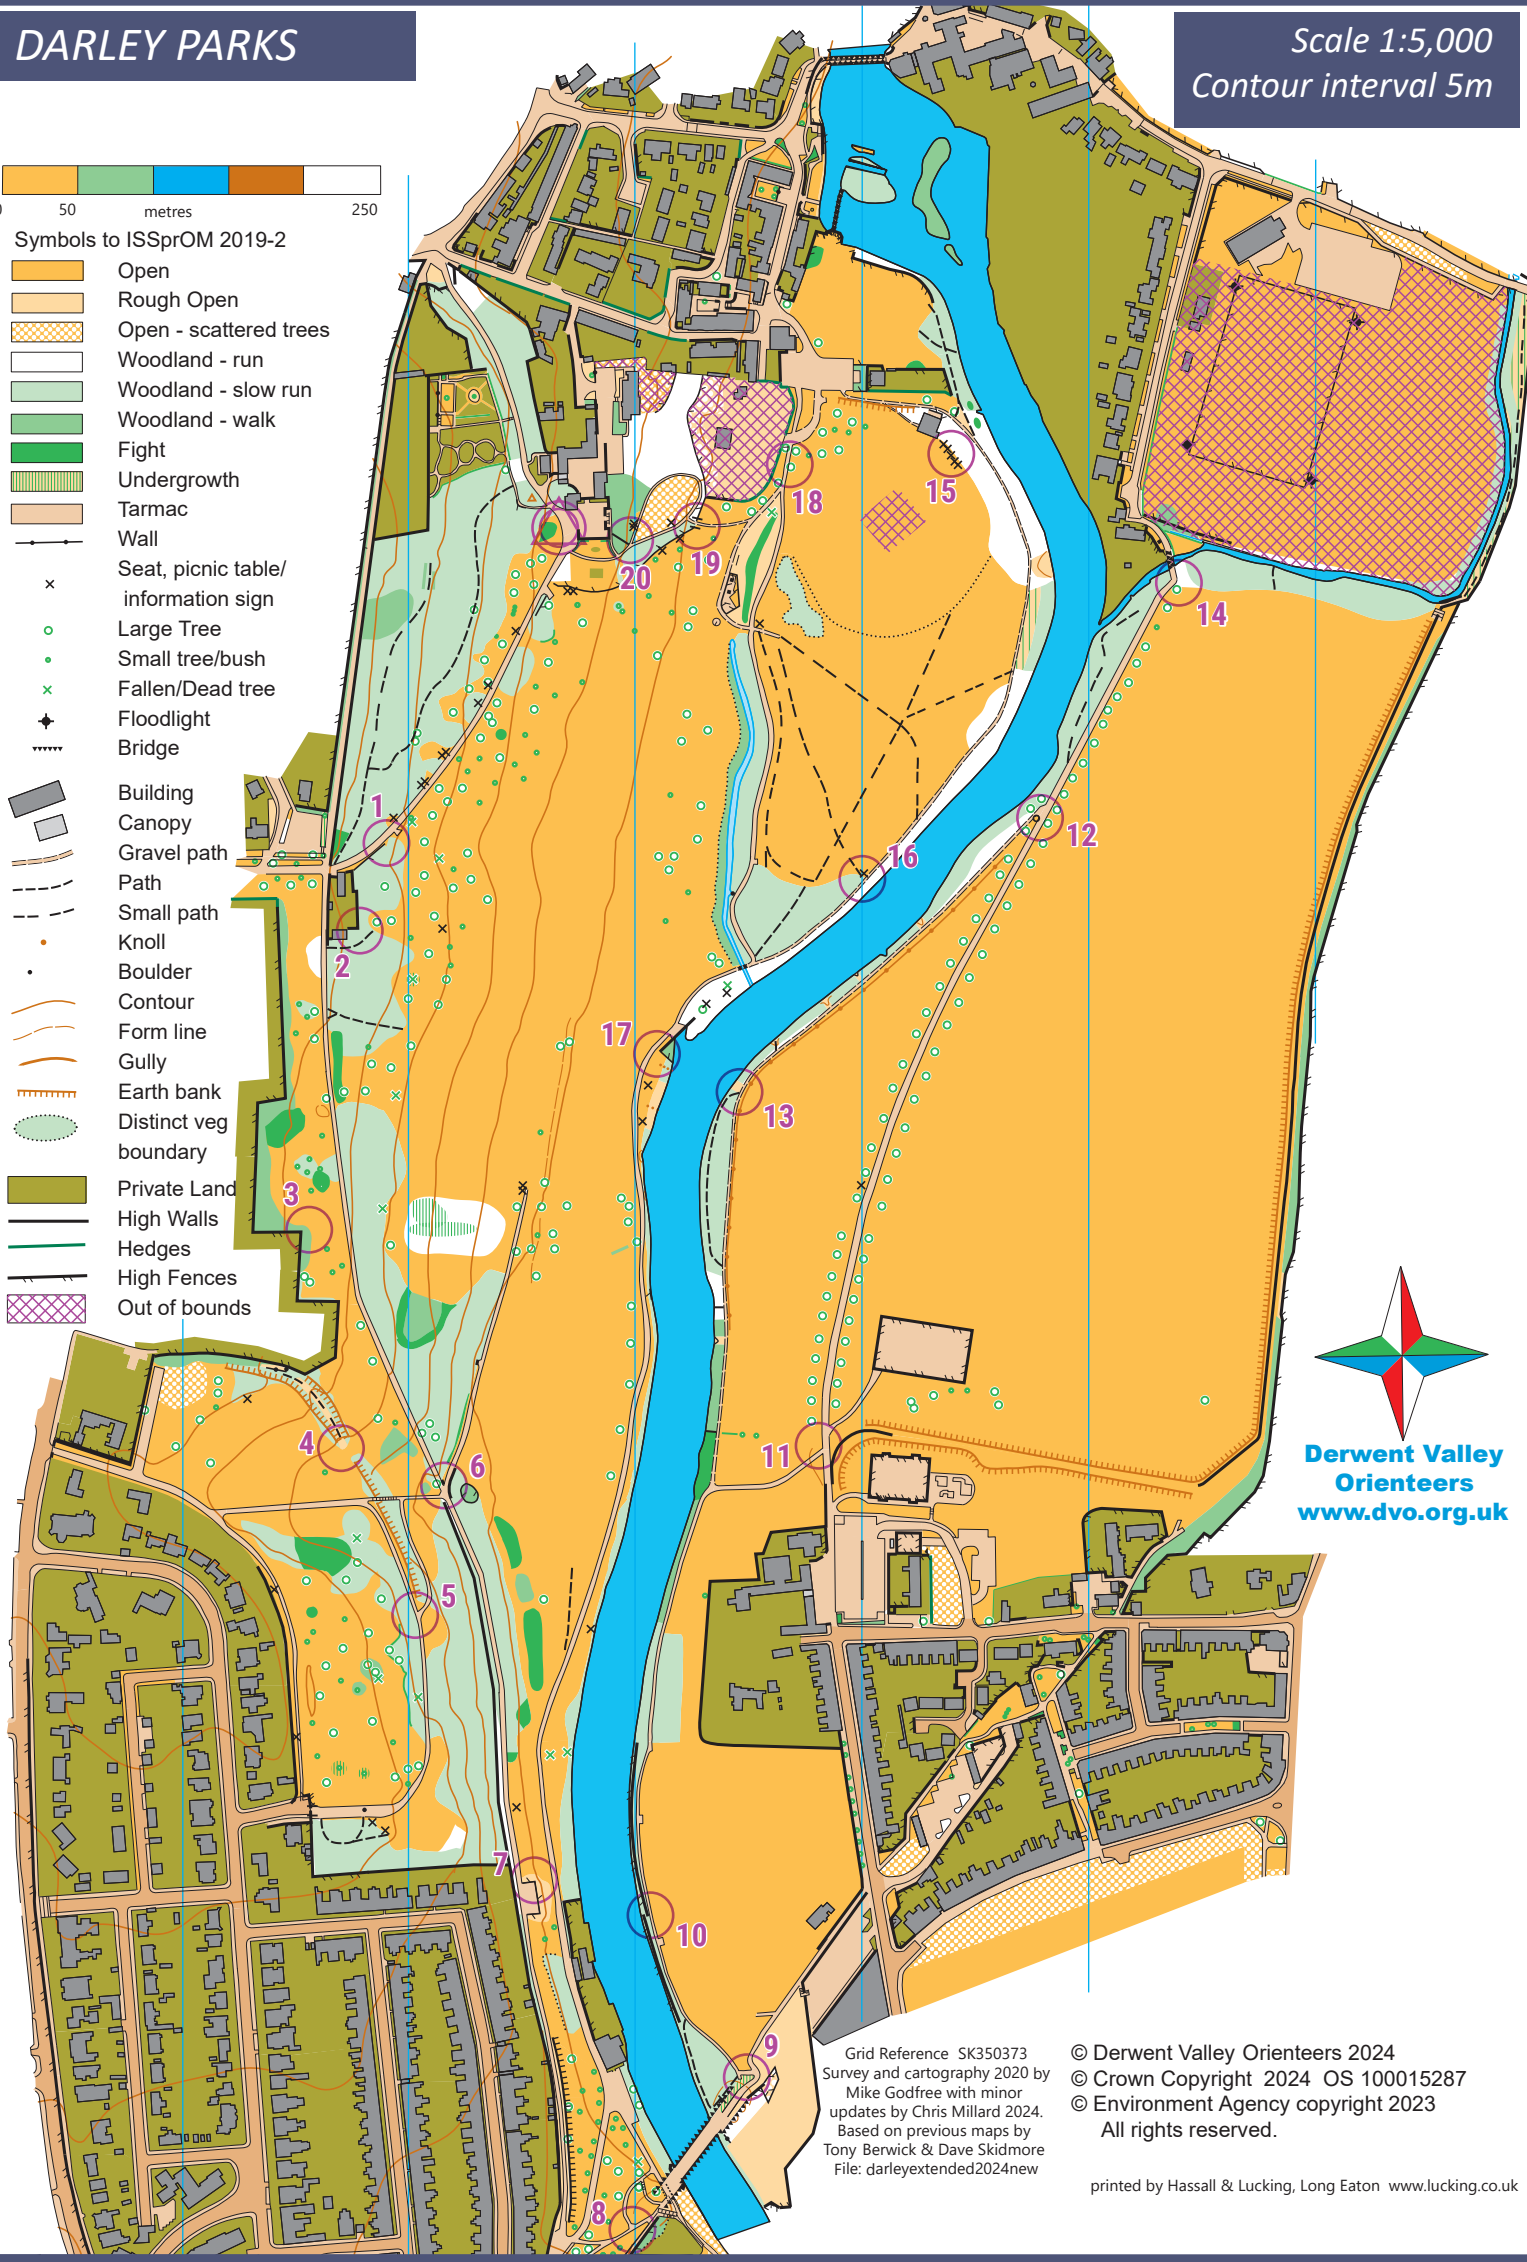 DARLEY PARKS
Scale 1:5,000
Contour interval 5m
0 50 metres 250
Symbols to ISSprOM 2019-2
Open
Rough Open
Open - scattered trees
Woodland - run
Woodland - slow run
Woodland - walk
Fight
Undergrowth
Tarmac
Wall
Seat, picnic table/
information sign
Large Tree
Small tree/bush
Fallen/Dead tree
Floodlight
Bridge
Building
Canopy
Gravel path
Path
Small path
Knoll
Boulder
Contour
Form line
Gully
Earth bank
Distinct veg
boundary
Private Land
High Walls
Hedges
High Fences
Out of bounds
15
18
19
20
14
1
12
16
2
17
13
3
4
11
6
5
7
10
9
8
Derwent Valley
Orienteers
www.dvo.org.uk
Grid Reference SK350373
Survey and cartography 2020 by
Mike Godfree with minor
updates by Chris Millard 2024.
Based on previous maps by
Tony Berwick & Dave Skidmore
File: darleyextended2024new
© Derwent Valley Orienteers 2024
© Crown Copyright 2024 OS 100015287
© Environment Agency copyright 2023
All rights reserved.
printed by Hassall & Lucking, Long Eaton www.lucking.co.uk